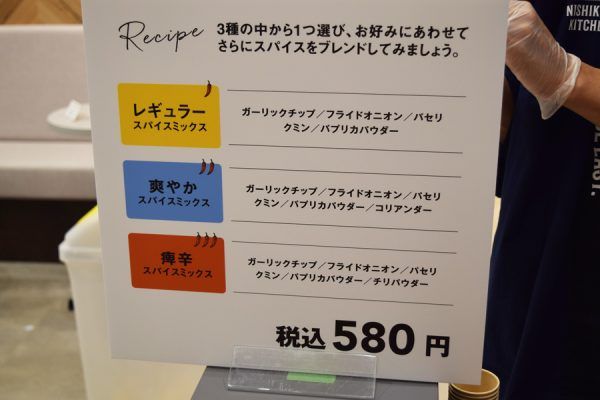 Recipe
3種の中から1つ選び、お好みにあわせて
さらにスパイスをブレンドしてみましょう。
レギュラー
スパイスミックス
ガーリックチップ／フライドオニオン／パセリ
クミン／パプリカパウダー
爽やか
スパイスミックス
ガーリックチップ／フライドオニオン／パセリ
クミン／パプリカパウダー／コリアンダー
痺辛
スパイスミックス
ガーリックチップ／フライドオニオン／パセリ
クミン／パプリカパウダー／チリパウダー
税込580円
NISHIK
KITCHE